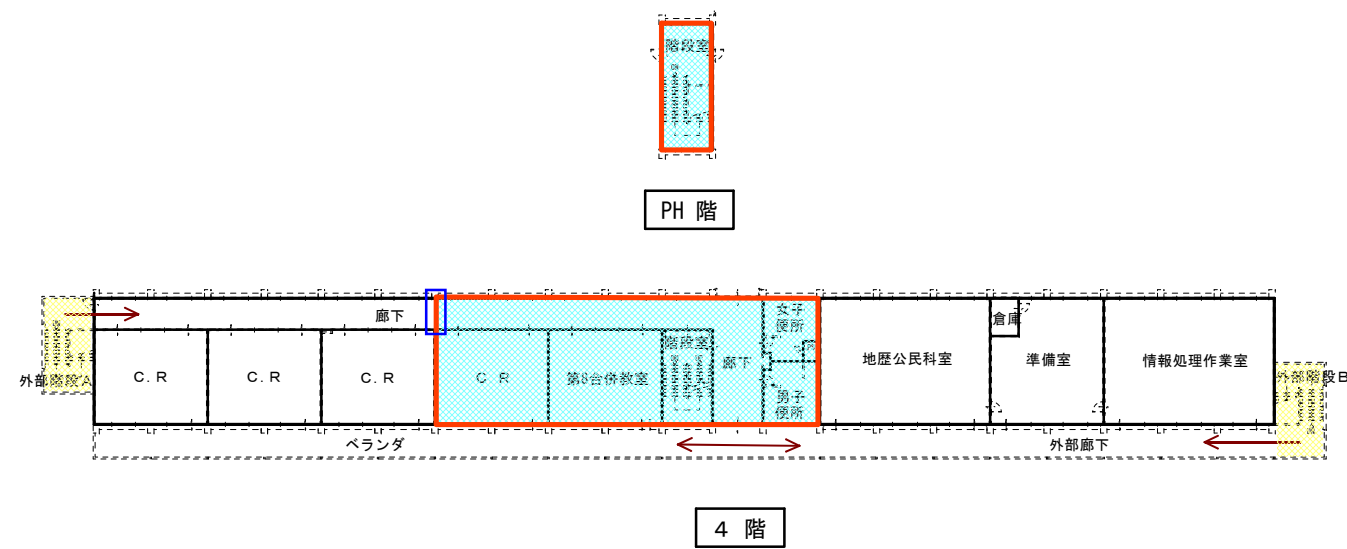 階段室
PH 階
廊下
女子
便所
倉庫
階段室
地歴公民科室
準備室
情報処理作業室
廊下
外部階段A
C．R
C．R
C．R
C．R
第8合併教室
外部階段B
男子
便所
ベランダ
外部廊下
4 階